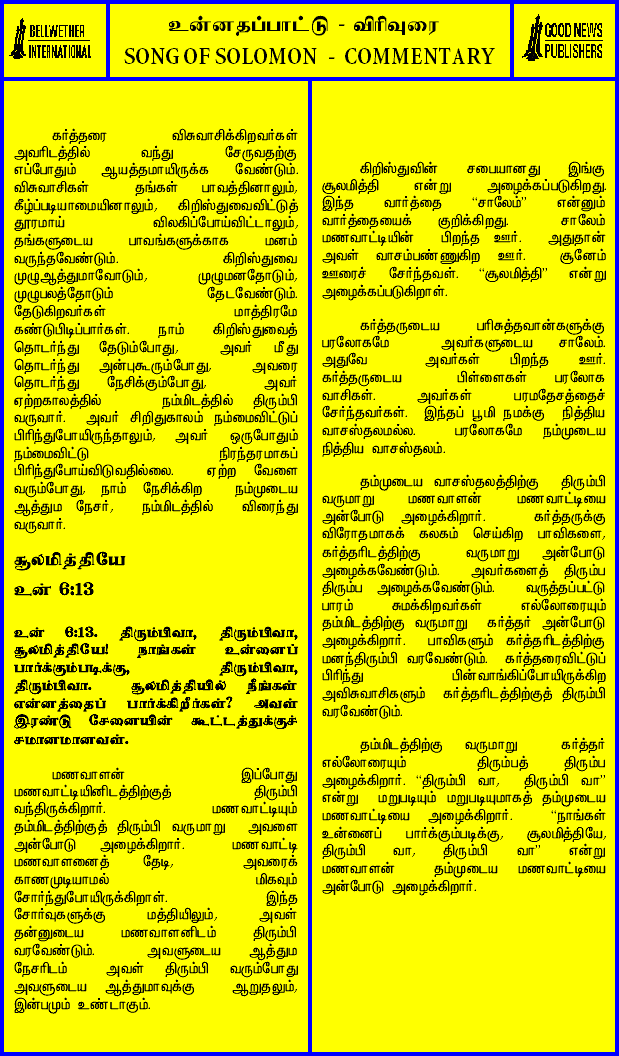 BELLWETHER
INTERNATIONAL
உன்னதப்பாட்டு - விரிவுரை
SONG OF SOLOMON - COMMENTARY
GOOD NEWS
PUBLISHERS
கர்த்தரை விசுவாசிக்கிறவர்கள்
அவரிடத்தில் வந்து சேருவதற்கு
எப்போதும் ஆயத்தமாயிருக்க வேண்டும்.
விசுவாசிகள் தங்கள் பாவத்தினாலும்,
கீழ்ப்படியாமையினாலும், கிறிஸ்துவைவிட்டுத்
தூரமாய் விலகிப்போய்விட்டாலும்,
தங்களுடைய பாவங்களுக்காக மனம்
வருந்தவேண்டும். கிறிஸ்துவை
முழுஆத்துமாவோடும், முழுமனதோடும்,
முழுபலத்தோடும் தேடவேண்டும்.
தேடுகிறவர்கள் மாத்திரமே
கண்டுபிடிப்பார்கள். நாம் கிறிஸ்துவைத்
தொடர்ந்து தேடும்போது, அவர் மீது
தொடர்ந்து அன்புகூரும்போது, அவரை
தொடர்ந்து நேசிக்கும்போது, அவர்
ஏற்றகாலத்தில் நம்மிடத்தில் திரும்பி
வருவார். அவர் சிறிதுகாலம் நம்மைவிட்டுப்
பிரிந்துபோயிருந்தாலும், அவர் ஒருபோதும்
நம்மைவிட்டு நிரந்தரமாகப்
பிரிந்துபோய்விடுவதில்லை. ஏற்ற வேளை
வரும்போது, நாம் நேசிக்கிற நம்முடைய
ஆத்தும நேசர், நம்மிடத்தில் விரைந்து
வருவார்.
சூலமித்தியே
உன் 6:13
உன் 6:13. திரும்பிவா, திரும்பிவா,
சூலமித்தியே! நாங்கள் உன்னைப்
பார்க்கும்படிக்கு, திரும்பிவா,
திரும்பிவா. சூலமித்தியில் நீங்கள்
என்னத்தைப் பார்க்கிறீர்கள்? அவள்
இரண்டு சேனையின் கூட்டத்துக்குச்
சமானமானவள்.
மணவாளன் இப்போது
மணவாட்டியினிடத்திற்குத் திரும்பி
வந்திருக்கிறார். மணவாட்டியும்
தம்மிடத்திற்குத் திரும்பி வருமாறு அவளை
அன்போடு அழைக்கிறார். மணவாட்டி
மணவாளனைத் தேடி, அவரைக்
காணமுடியாமல் மிகவும்
சோர்ந்துபோயிருக்கிறாள். இந்த
சோர்வுகளுக்கு மத்தியிலும், அவள்
தன்னுடைய மணவாளனிடம் திரும்பி
வரவேண்டும். அவளுடைய ஆத்தும
நேசரிடம் அவள் திரும்பி வரும்போது
அவளுடைய ஆத்துமாவுக்கு ஆறுதலும்,
இன்பமும் உண்டாகும்.
கிறிஸ்துவின் சபையானது இங்கு
சூலமித்தி என்று அழைக்கப்படுகிறது.
இந்த வார்த்தை “சாலேம்” என்னும்
வார்த்தையைக் குறிக்கிறது. சாலேம்
மணவாட்டியின் பிறந்த ஊர். அதுதான்
அவள் வாசம்பண்ணுகிற ஊர். சூனேம்
ஊரைச் சேர்ந்தவள். “சூலமித்தி” என்று
அழைக்கப்படுகிறாள்.
கர்த்தருடைய பரிசுத்தவான்களுக்கு
பரலோகமே அவர்களுடைய சாலேம்.
அதுவே அவர்கள் பிறந்த ஊர்.
கர்த்தருடைய பிள்ளைகள் பரலோக
வாசிகள். அவர்கள் பரமதேசத்தைச்
சேர்ந்தவர்கள். இந்தப் பூமி நமக்கு நித்திய
வாசஸ்தலமல்ல. பரலோகமே நம்முடைய
நித்திய வாசஸ்தலம்.
தம்முடைய வாசஸ்தலத்திற்கு திரும்பி
வருமாறு மணவாளன் மணவாட்டியை
அன்போடு அழைக்கிறார். கர்த்தருக்கு
விரோதமாகக் கலகம் செய்கிற பாவிகளை,
கர்த்தரிடத்திற்கு வருமாறு அன்போடு
அழைக்கவேண்டும். அவர்களைத் திரும்ப
திரும்ப அழைக்கவேண்டும். வருத்தப்பட்டு
பாரம் சுமக்கிறவர்கள் எல்லோரையும்
தம்மிடத்திற்கு வருமாறு கர்த்தர் அன்போடு
அழைக்கிறார். பாவிகளும் கர்த்தரிடத்திற்கு
மனந்திரும்பி வரவேண்டும். கர்த்தரைவிட்டுப்
பிரிந்து பின்வாங்கிப்போயிருக்கிற
அவிசுவாசிகளும் கர்த்தரிடத்திற்குத் திரும்பி
வரவேண்டும்.
தம்மிடத்திற்கு வருமாறு கர்த்தர்
எல்லோரையும் திரும்பத் திரும்ப
அழைக்கிறார். “திரும்பி வா, திரும்பி வா”
என்று மறுபடியும் மறுபடியுமாகத் தம்முடைய
மணவாட்டியை அழைக்கிறார். “நாங்கள்
உன்னைப் பார்க்கும்படிக்கு, சூலமித்தியே,
திரும்பி வா, திரும்பி வா” என்று
மணவாளன் தம்முடைய மணவாட்டியை
அன்போடு அழைக்கிறார்.